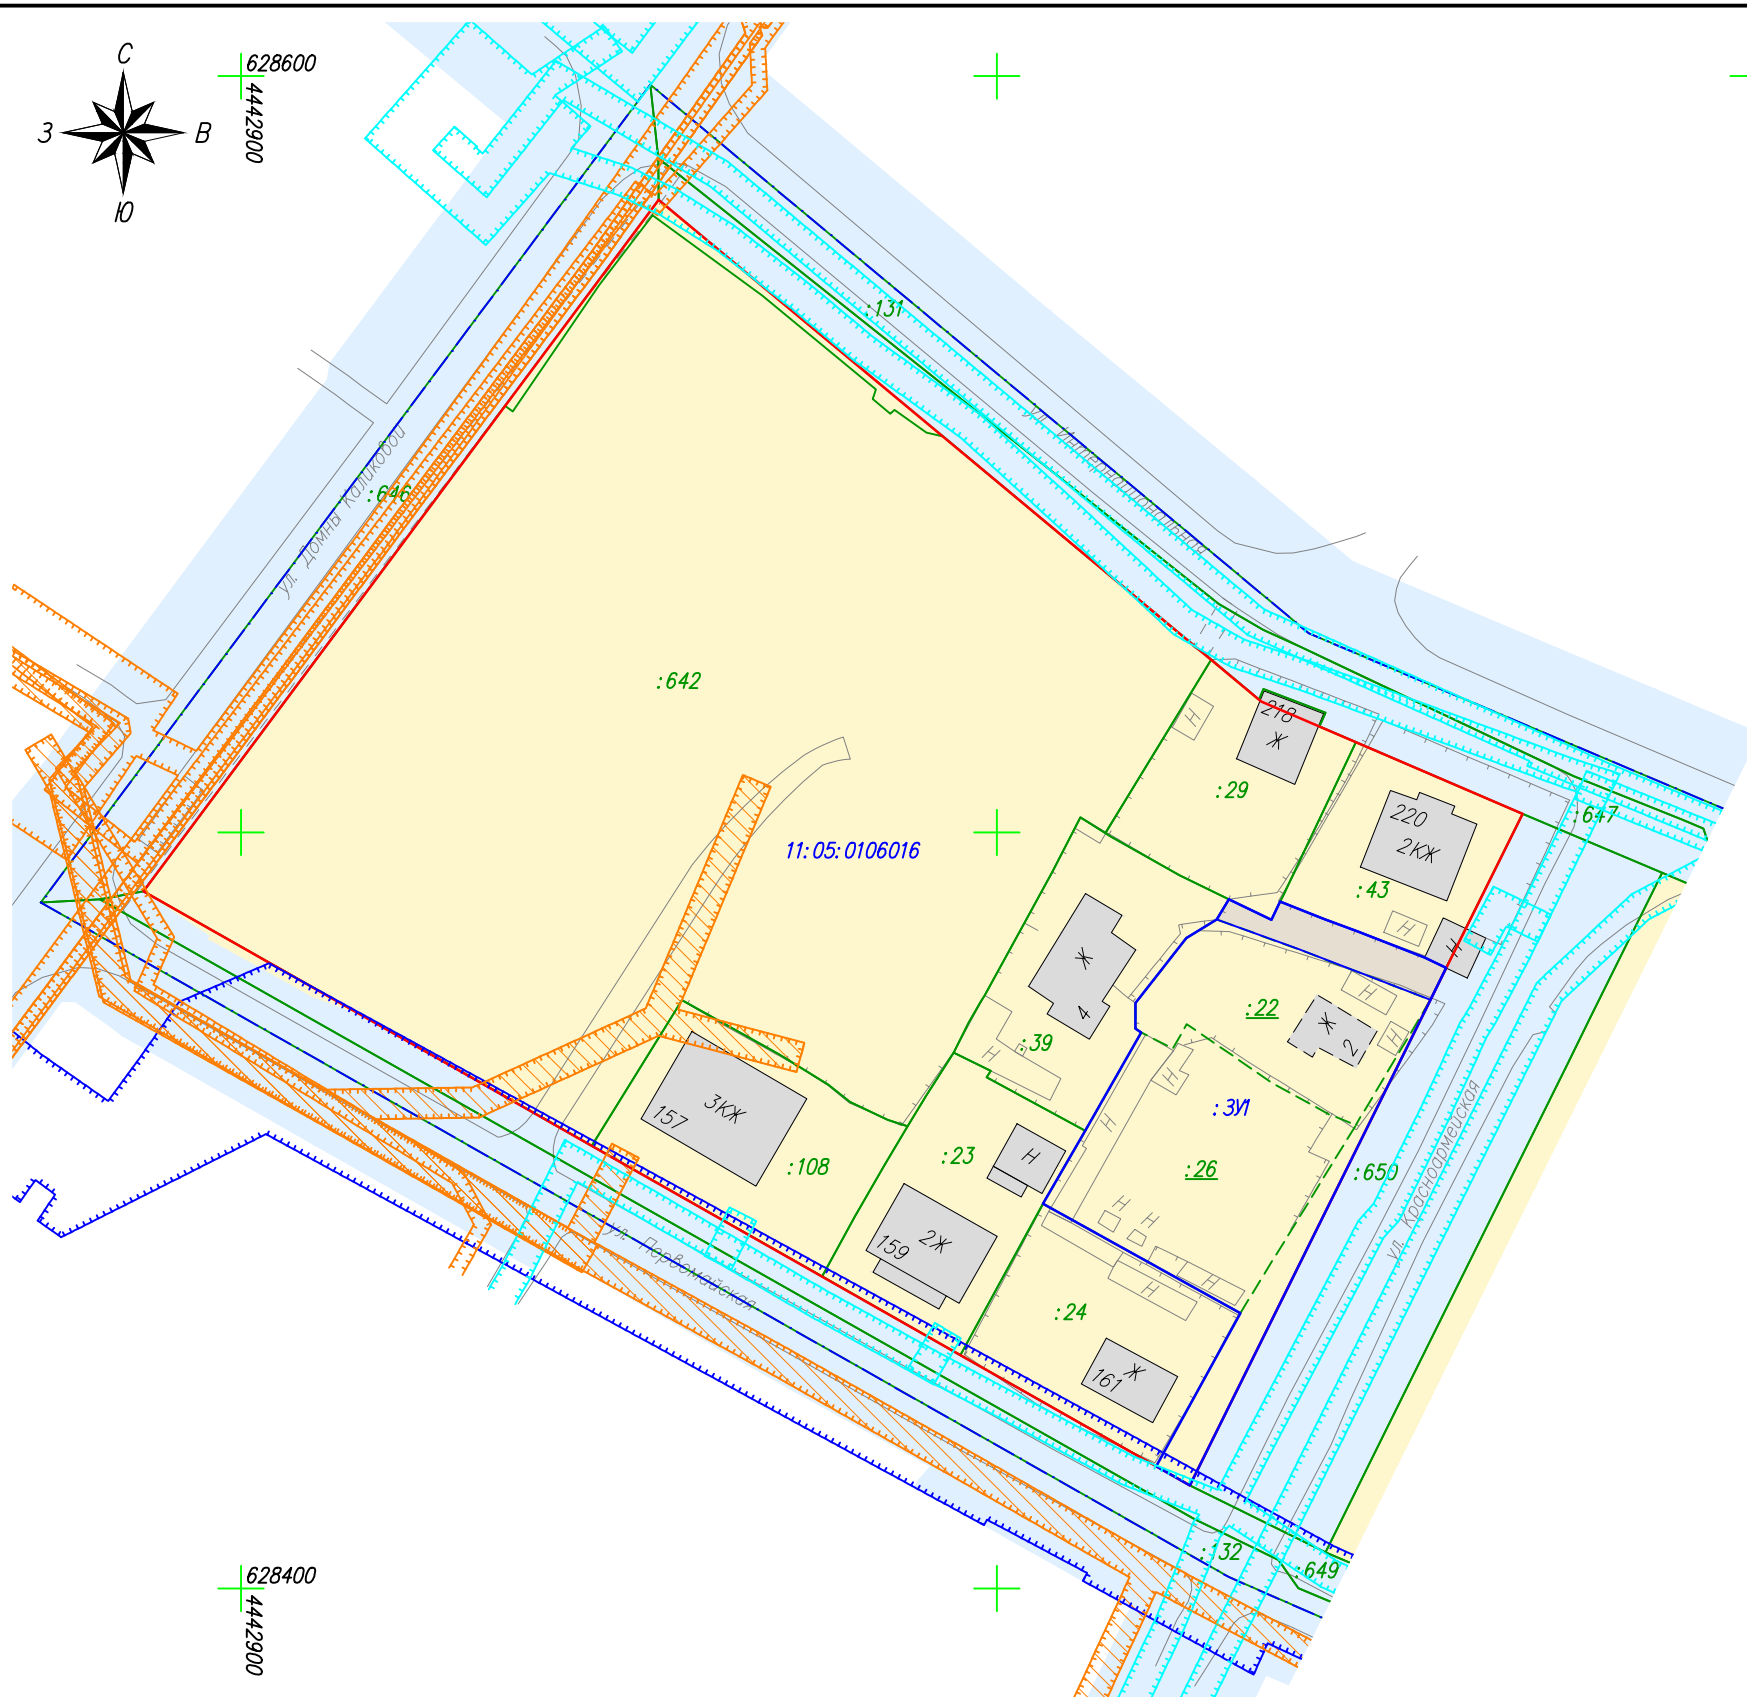 С
628600
4442900
З
В
Ю
:131
ул. Интернациональная
ул. Домны Каликовой
:646
:642
218
Ж
Н
:29
220
2КЖ
:647
11:05:0106016
:43
Н
Н
Ж
4
:22
Н
Ж
2
Н
:39
Н
Н
3КЖ
157
:ЗУ1
Н
:108
:23
Н
:26
:650
ул. Красноармейская
Н
Н
2Ж
159
ул. Первомайская
Н
Н
:24
161
Ж
:132
:649
628400
4442900